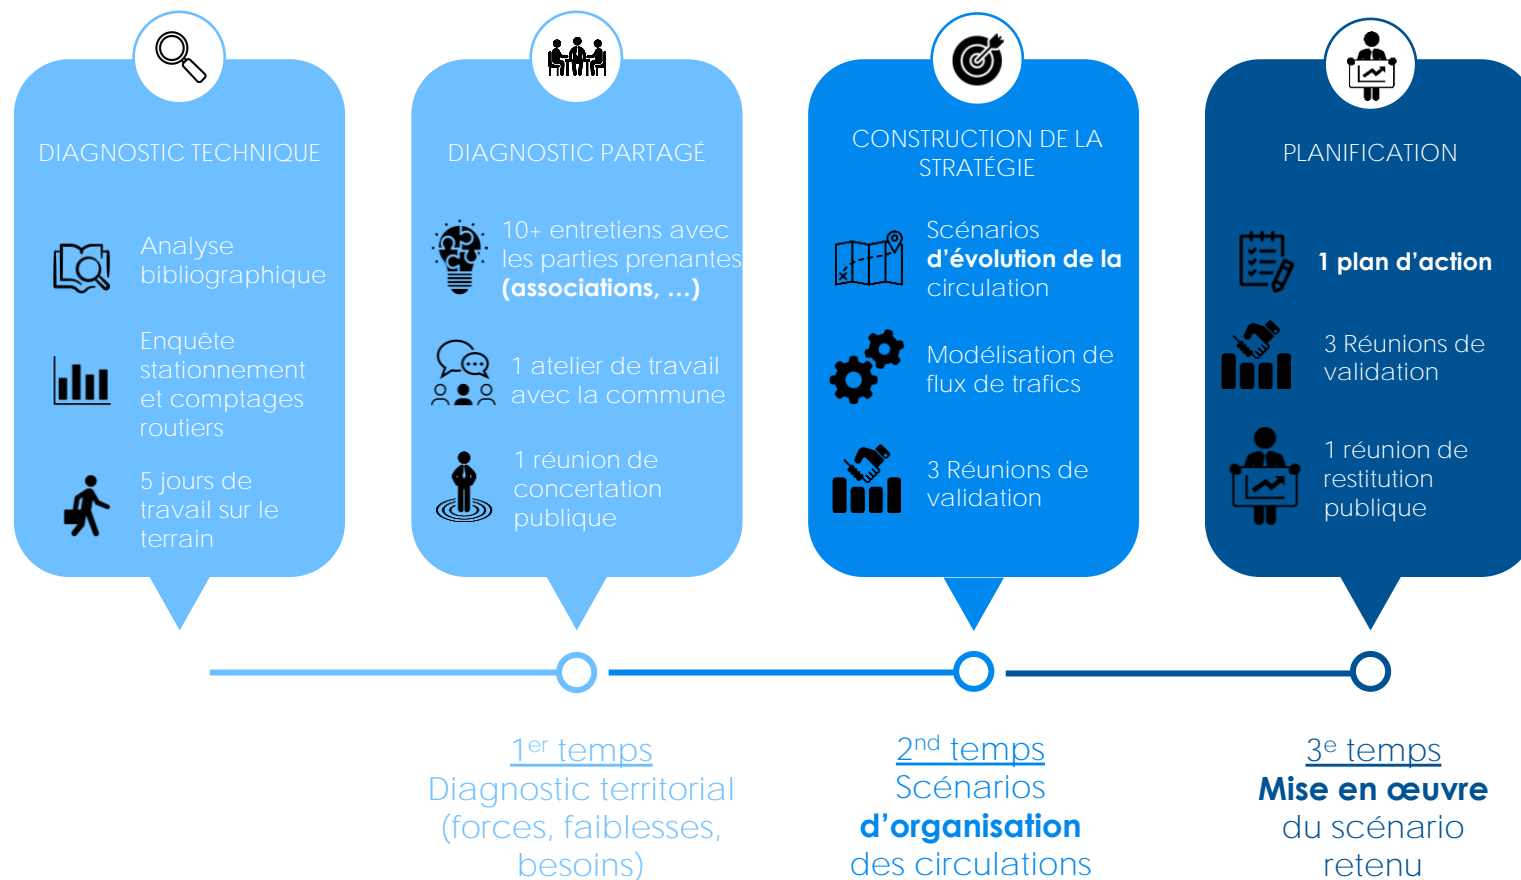 DIAGNOSTIC TECHNIQUE
Analyse
bibliographique
Enquête
stationnement
et comptages
routiers
5 jours de
travail sur le
terrain
DIAGNOSTIC PARTAGÉ
10+ entretiens avec
les parties prenantes
(associations, ...)
1 atelier de travail
avec la commune
1 réunion de
concertation
publique
CONSTRUCTION DE LA
STRATÉGIE
Scénarios
d’évolution de la
circulation
Modélisation de
flux de trafics
3 Réunions de
validation
PLANIFICATION
1 plan d’action
3 Réunions de
validation
1 réunion de
restitution
publique
1er temps
Diagnostic territorial
(forces, faiblesses,
besoins)
2nd temps
Scénarios
d’organisation
des circulations
3e temps
Mise en œuvre
du scénario
retenu